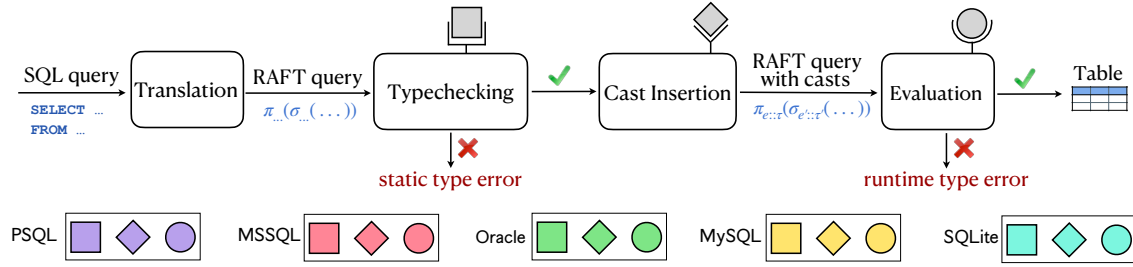 SQL query
SELECT ...
FROM ...
Translation
RAFT query
π...(σ...(...))
Typechecking
static type error
Cast Insertion
RAFT query
with casts
πe::τ(σe′::τ′(...))
Evaluation
runtime type error
Table
PSQL
MSSQL
Oracle
MySQL
SQLite